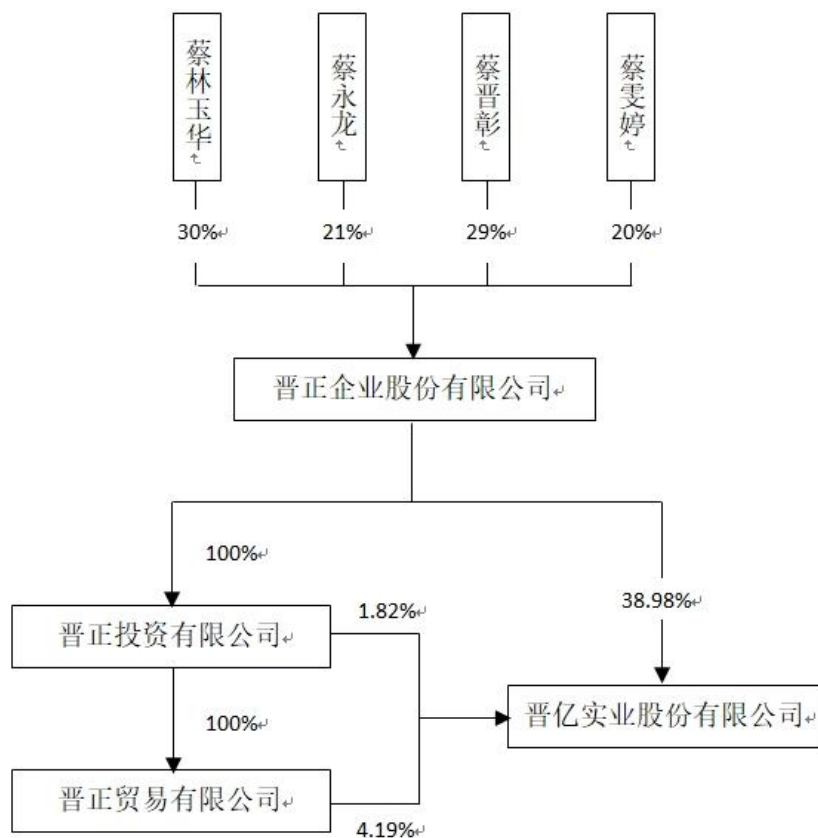 蔡林玉华
蔡永龙
蔡晋彰
蔡雯婷
30%
21%
29%
20%
晋正企业股份有限公司
100%
38.98%
晋正投资有限公司
1.82%
晋亿实业股份有限公司
100%
晋正贸易有限公司
4.19%